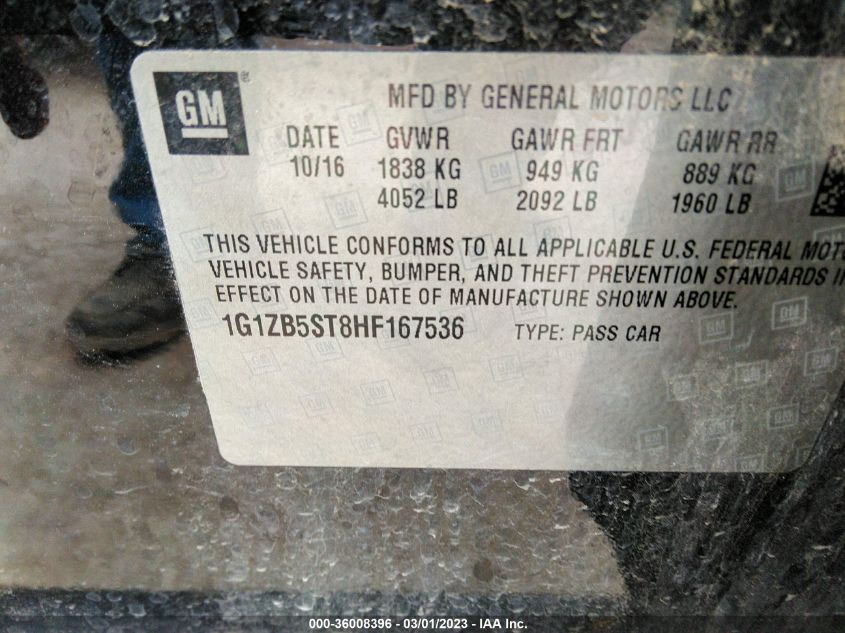 GM ®
MFD BY GENERAL MOTORS LLC
DATE GVWR GAWR FRT GAWR RR
10/16 1838 KG 949 KG 889 KG
4052 LB 2092 LB 1960 LB
THIS VEHICLE CONFORMS TO ALL APPLICABLE U.S. FEDERAL
VEHICLE SAFETY, BUMPER, AND THEFT PREVENTION STANDARDS
EFFECT ON THE DATE OF MANUFACTURE SHOWN ABOVE.
1G1ZB5ST8HF167536 TYPE: PASS CAR
000-36008396 - 03/01/2023 - IAA Inc.